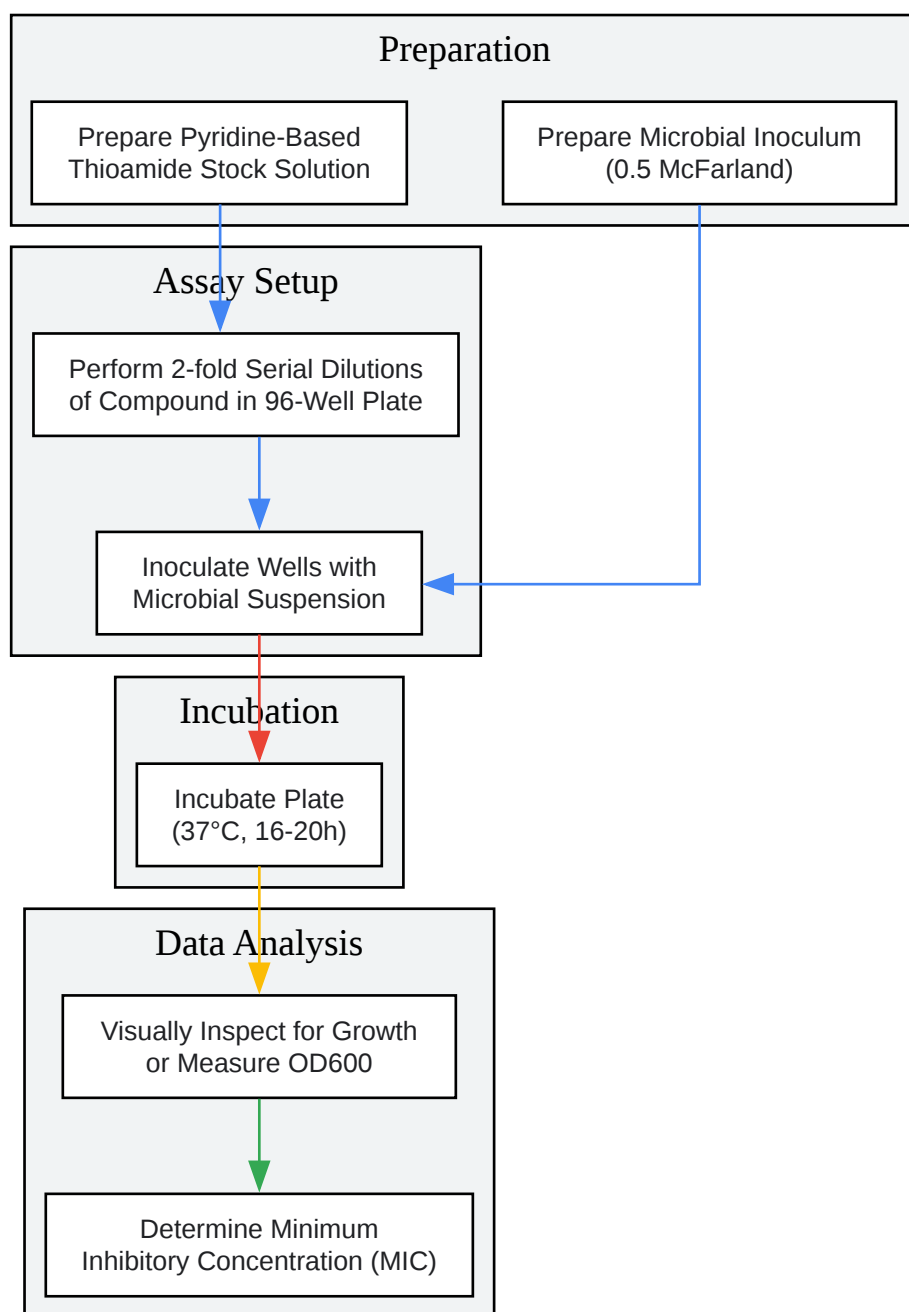 Preparation
Prepare Pyridine-Based
Thioamide Stock Solution
Prepare Microbial Inoculum
(0.5 McFarland)
Assay Setup
Perform 2-fold Serial Dilutions
of Compound in 96-Well Plate
Inoculate Wells with
Microbial Suspension
Incubation
Incubate Plate
(37°C, 16-20h)
Data Analysis
Visually Inspect for Growth
or Measure OD600
Determine Minimum
Inhibitory Concentration (MIC)